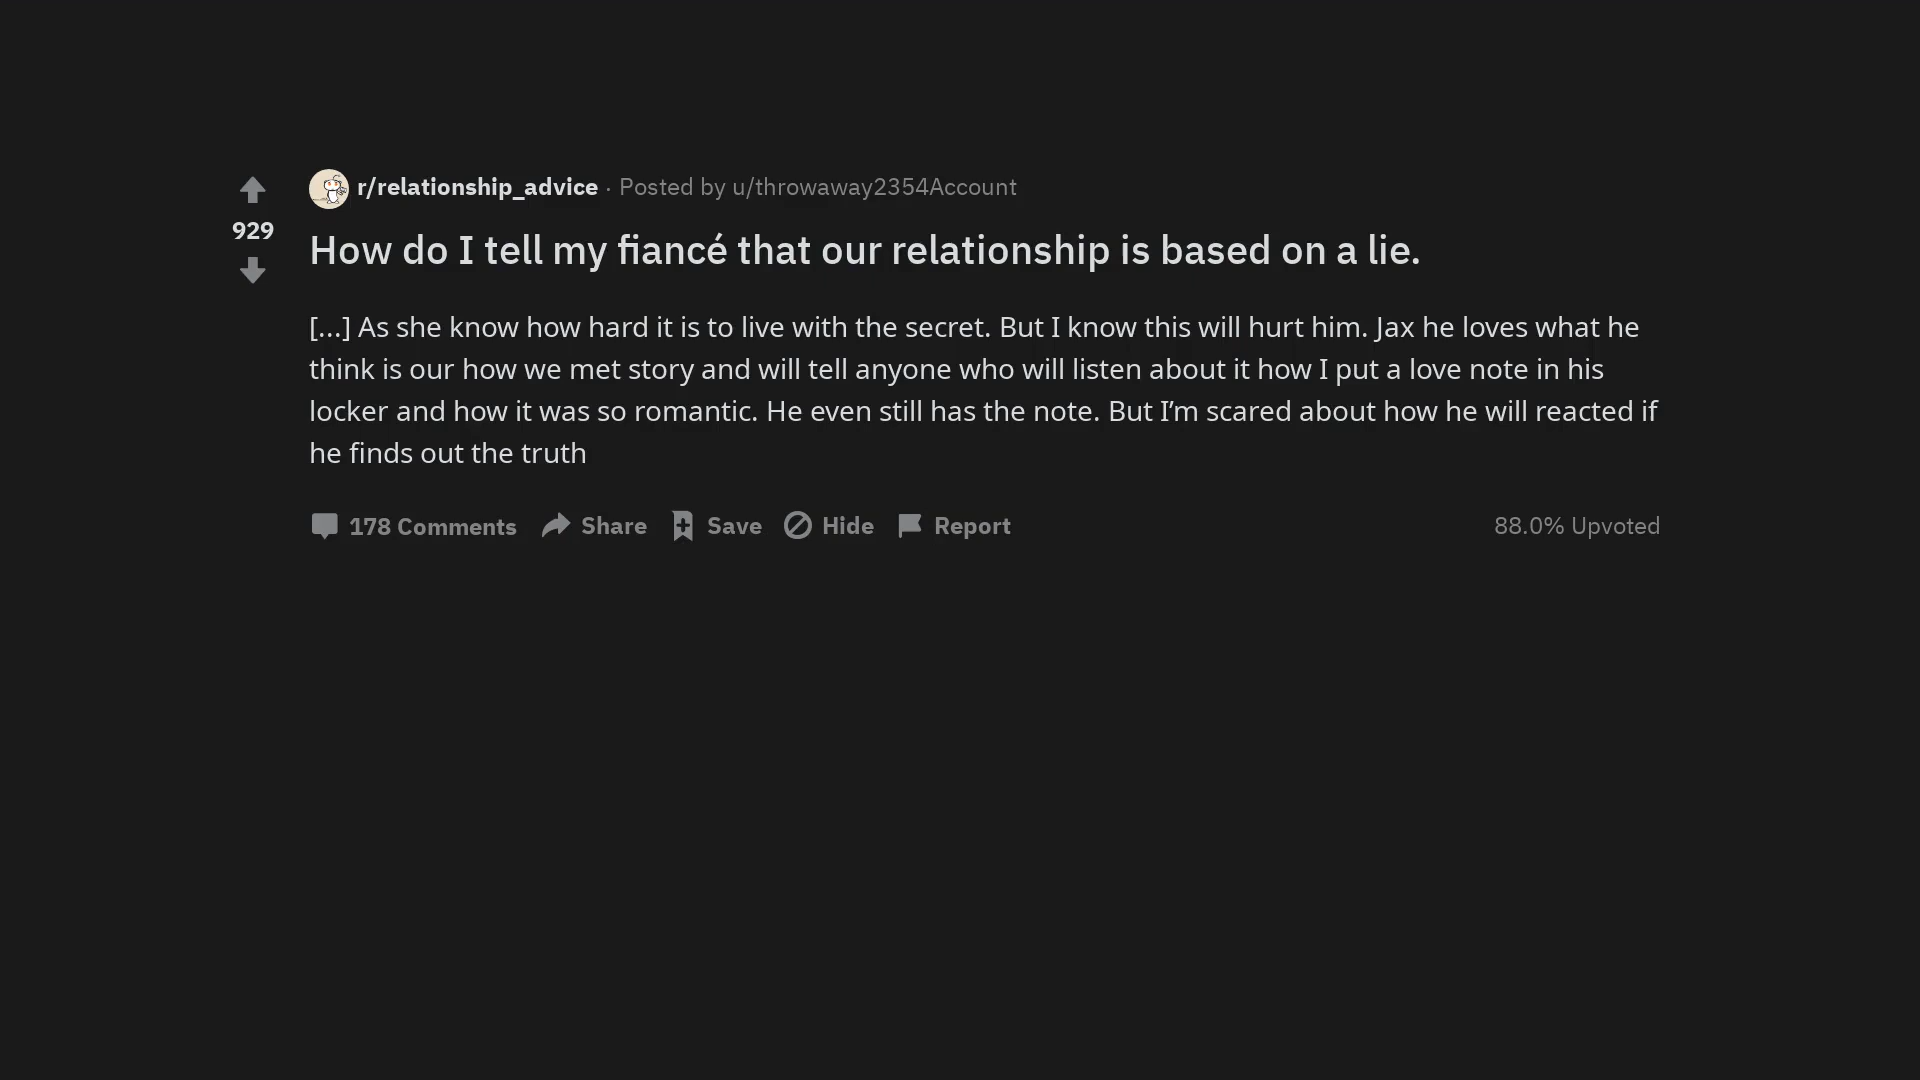 r/relationship_advice · Posted by u/throwaway2354Account
929
How do I tell my fiancé that our relationship is based on a lie.
[...] As she know how hard it is to live with the secret. But I know this will hurt him. Jax he loves what he
think is our how we met story and will tell anyone who will listen about it how I put a love note in his
locker and how it was so romantic. He even still has the note. But I’m scared about how he will reacted if
he finds out the truth
178 Comments Share Save Hide Report 88.0% Upvoted